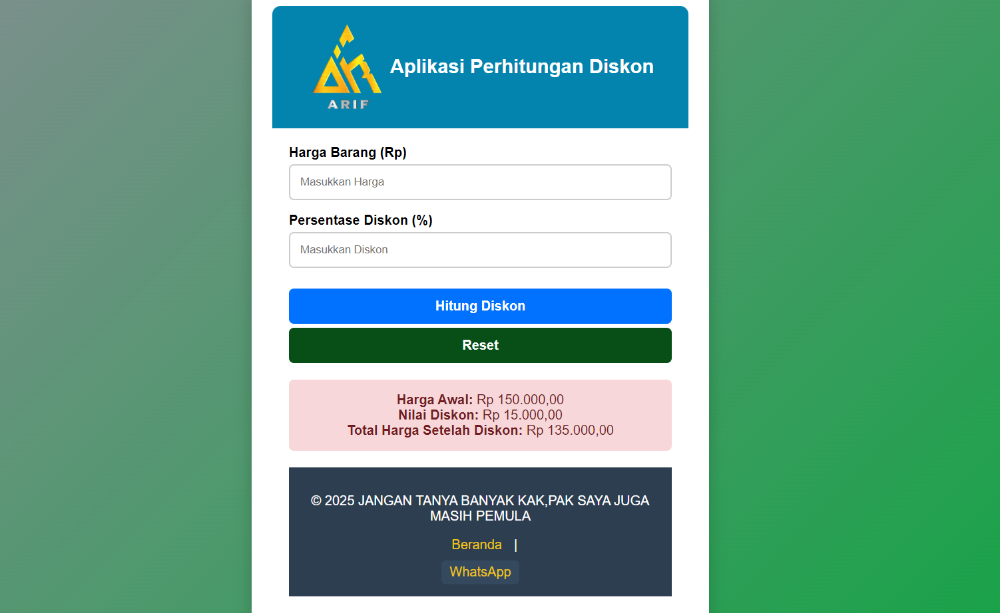 ARIF
Aplikasi Perhitungan Diskon
Harga Barang (Rp)
Masukkan Harga
Persentase Diskon (%)
Masukkan Diskon
Hitung Diskon
Reset
Harga Awal: Rp 150.000,00
Nilai Diskon: Rp 15.000,00
Total Harga Setelah Diskon: Rp 135.000,00
© 2025 JANGAN TANYA BANYAK KAK,PAK SAYA JUGA
MASIH PEMULA
Beranda |
WhatsApp